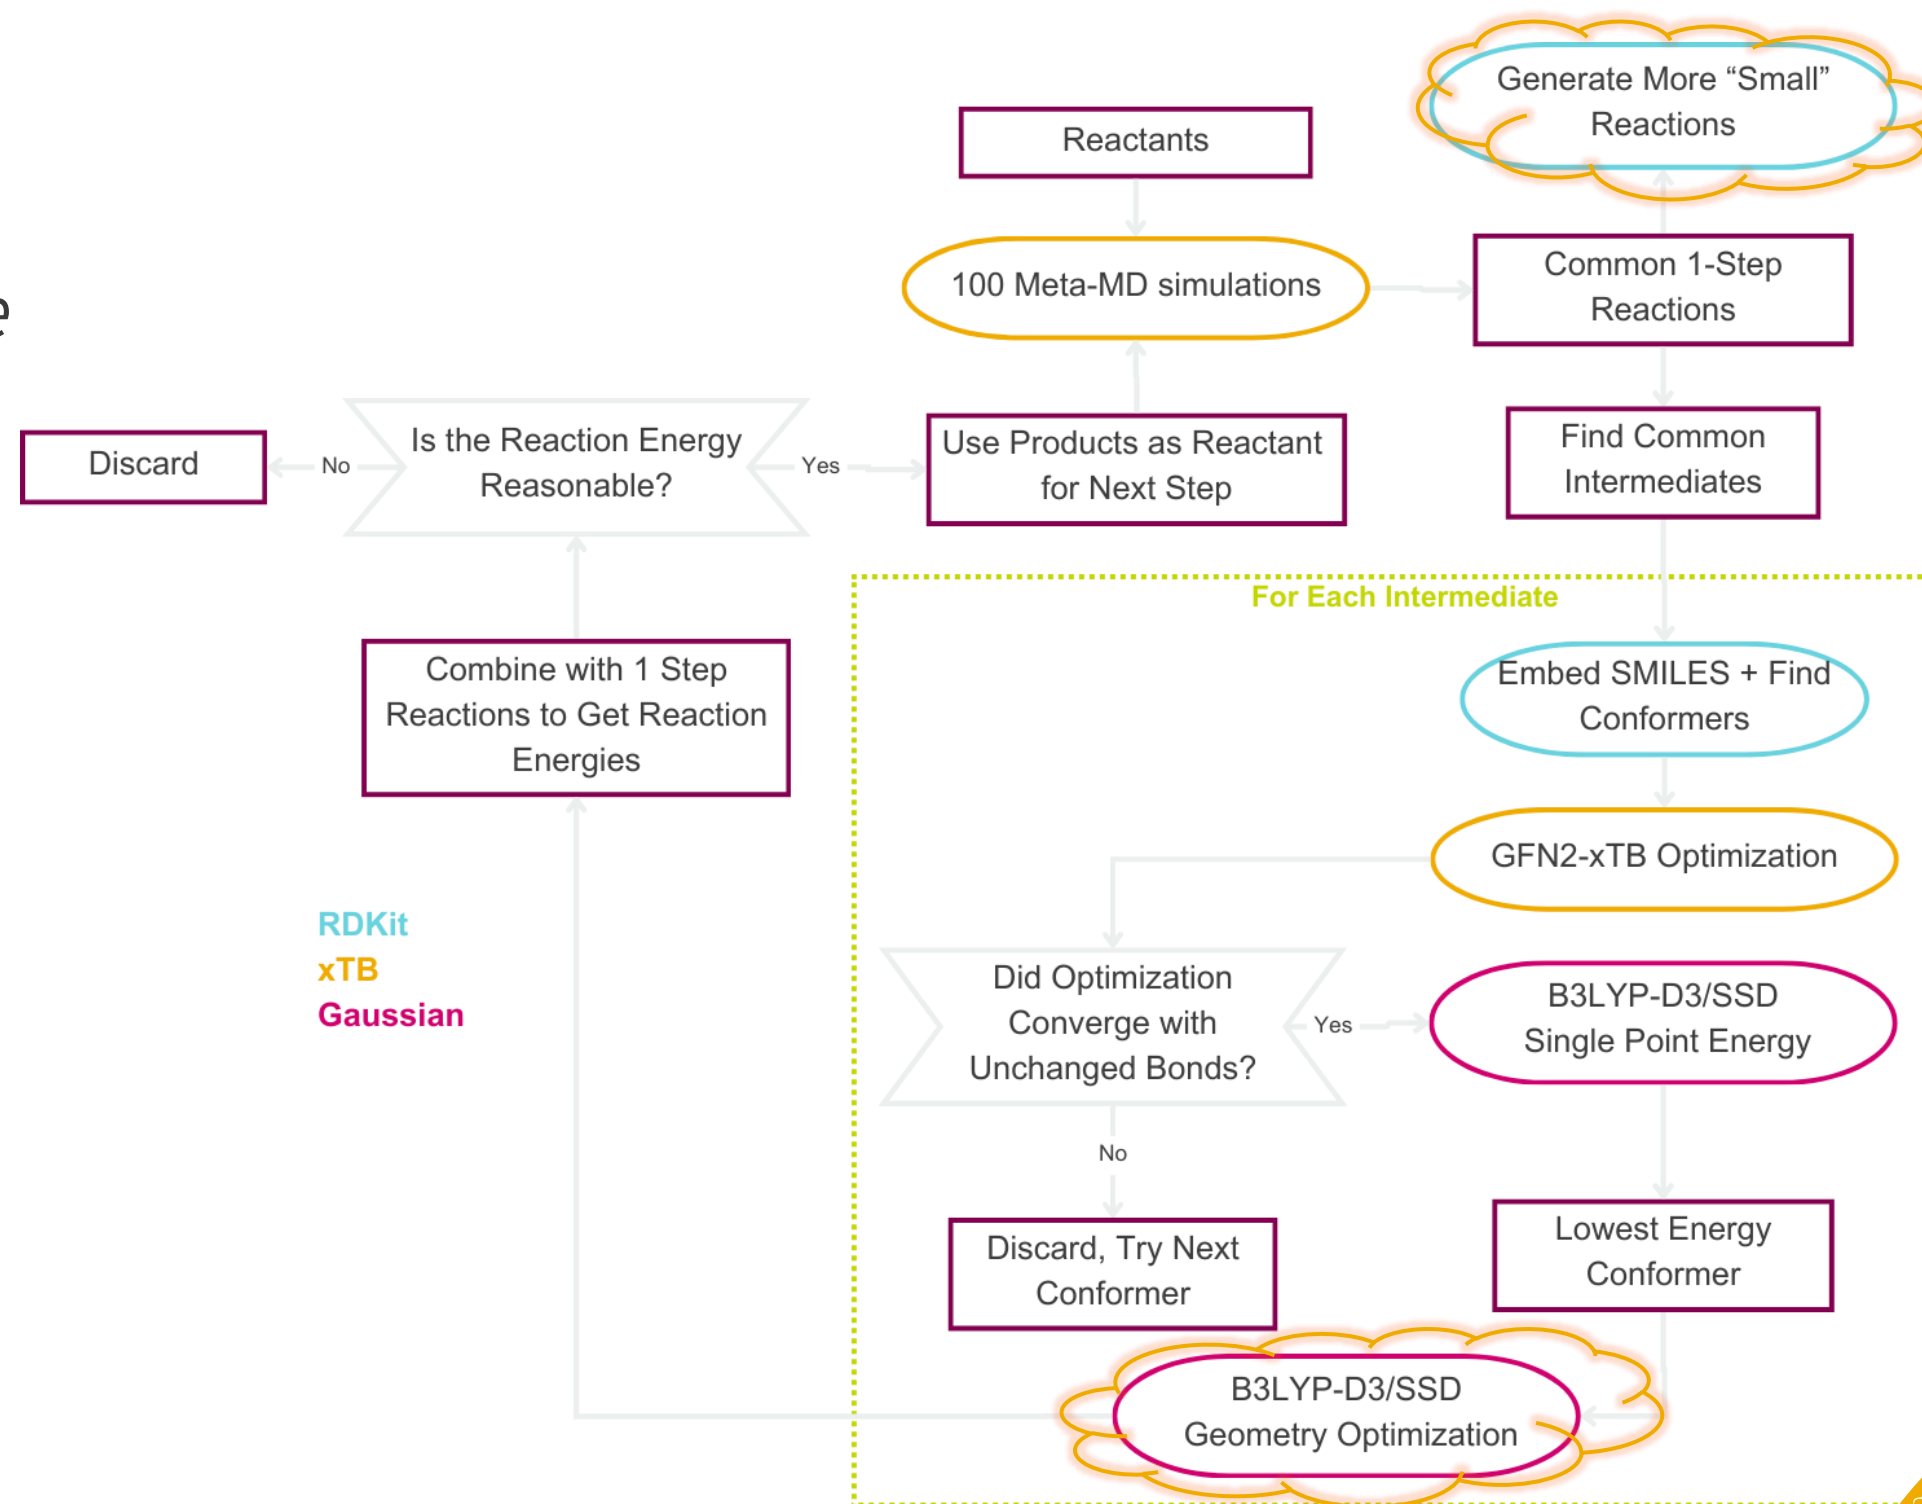 Generate More “Small”
Reactions
Reactants
100 Meta-MD simulations
Common 1-Step
Reactions
e
Discard
No
Is the Reaction Energy
Reasonable?
Yes
Use Products as Reactant
for Next Step
Find Common
Intermediates
For Each Intermediate
Combine with 1 Step
Reactions to Get Reaction
Energies
Embed SMILES + Find
Conformers
GFN2-xTB Optimization
RDKit
xTB
Gaussian
Did Optimization
Converge with
Unchanged Bonds?
Yes
B3LYP-D3/SSD
Single Point Energy
No
Discard, Try Next
Conformer
Lowest Energy
Conformer
B3LYP-D3/SSD
Geometry Optimization